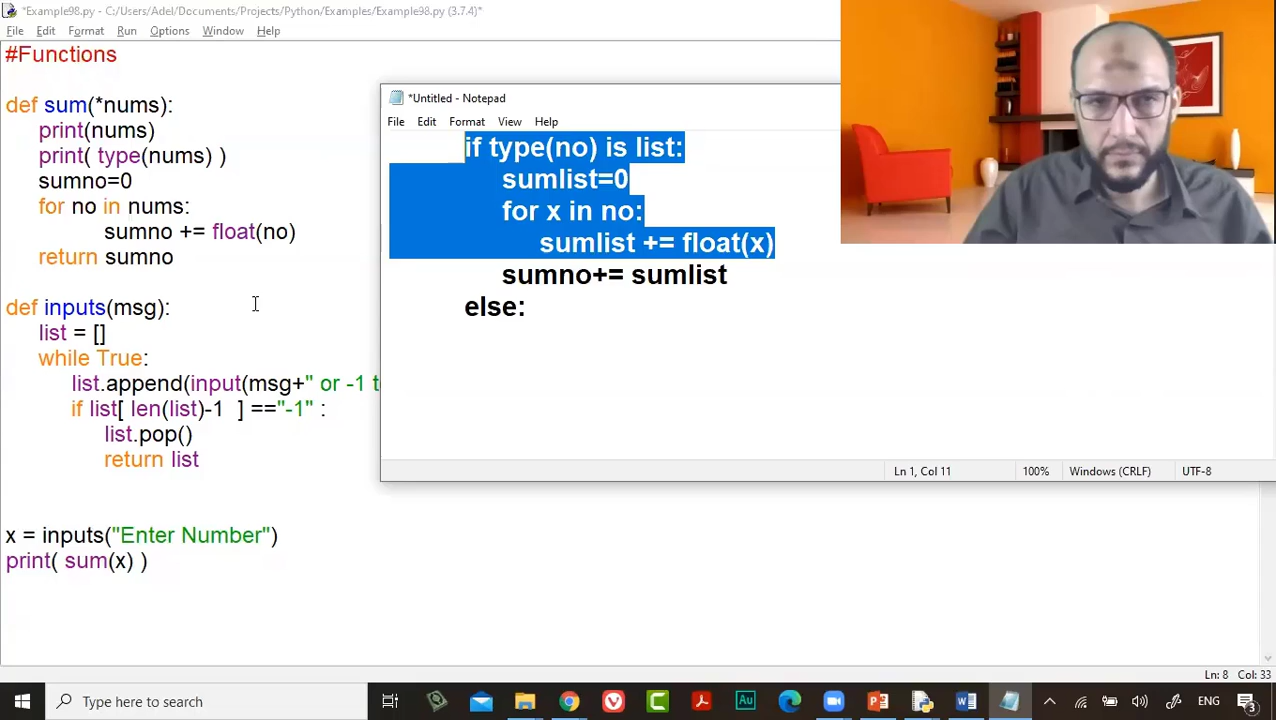 *Example98.py - C:/Users/Adel/Documents/Projects/Python/Examples/Example98.py (3.7.4)*
File Edit Format Run Options Window Help
#Functions
def sum(*nums):
print(nums)
print( type(nums) )
sumno=0
for no in nums:
sumno += float(no)
return sumno
def inputs(msg):
list = []
while True:
list.append(input(msg+" or -1 t
if list[ len(list)-1 ] =="-1" :
list.pop()
return list
x = inputs("Enter Number")
print( sum(x) )
*Untitled - Notepad
File Edit Format View Help
if type(no) is list:
sumlist=0
for x in no:
sumlist += float(x)
sumno+= sumlist
else:
Ln 1, Col 11 100% Windows (CRLF) UTF-8
Ln: 8 Col: 33
Type here to search
Au
ENG
3